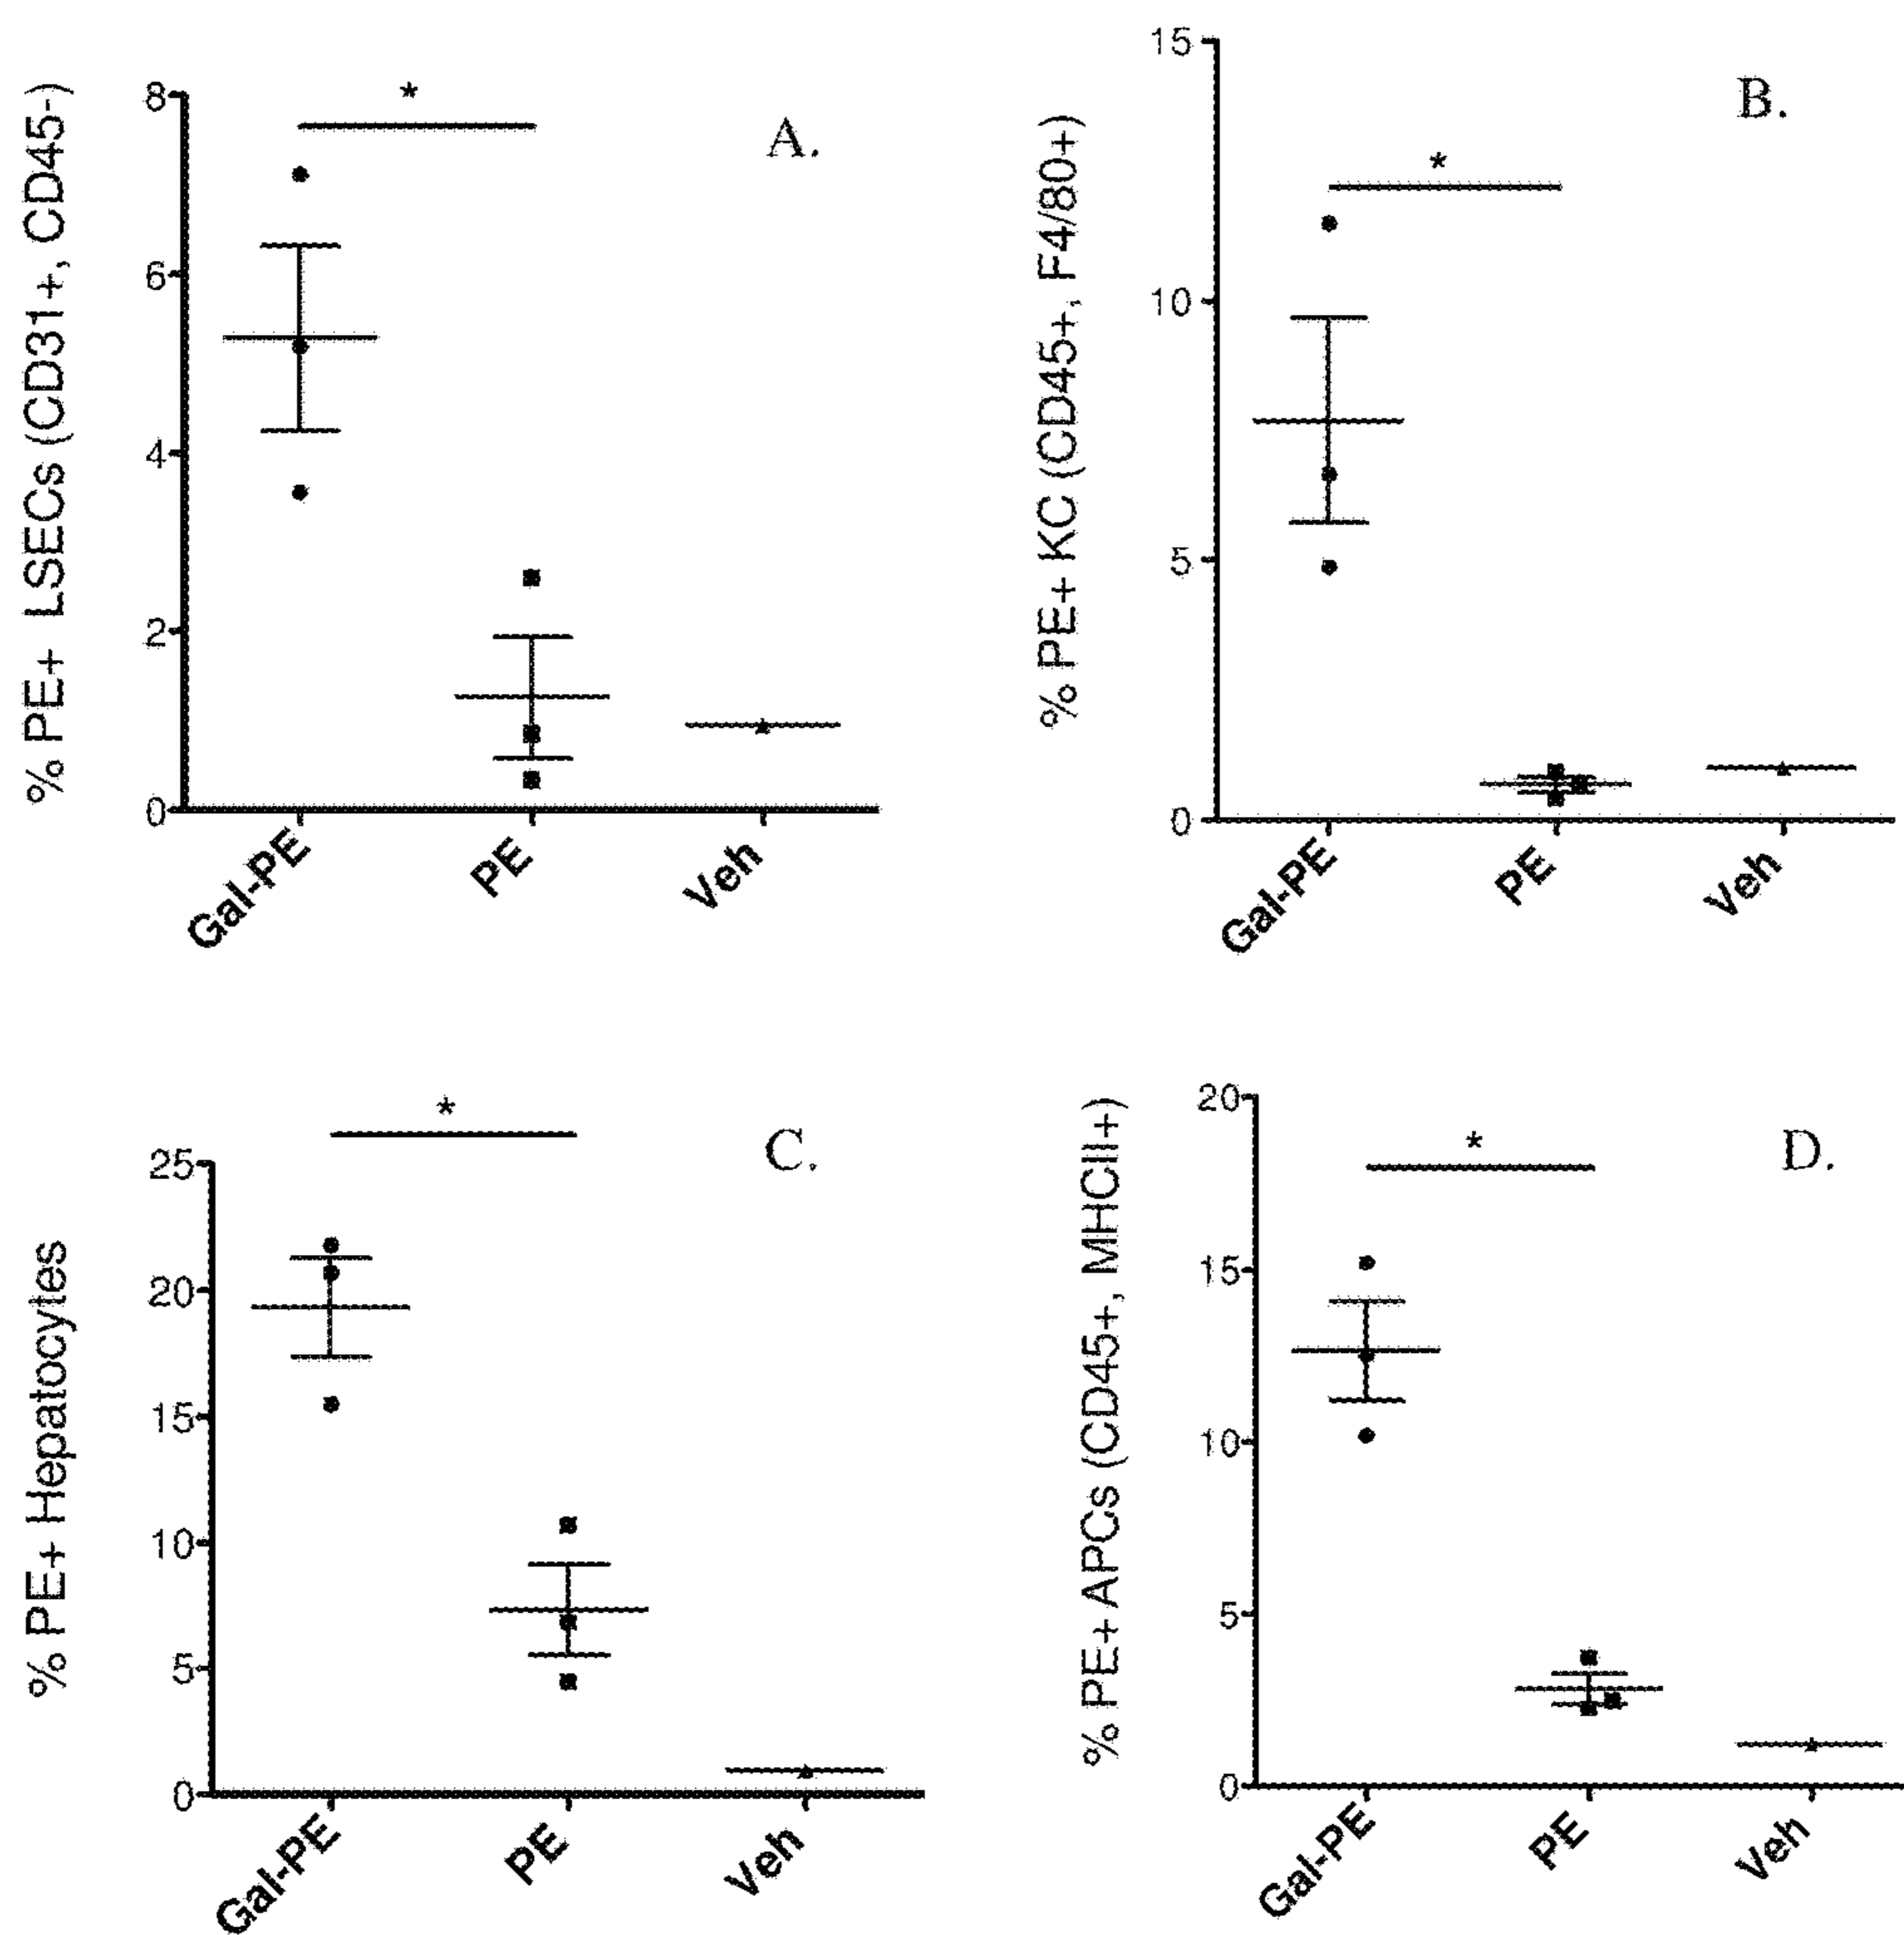 % PE+ LSECs (CD31+, CD45-)
8
6
4
2
0
*
A.
Gal-PE
PE
Veh
% PE+ KC (CD45+, F4/80+)
15
10
5
0
*
B.
Gal-PE
PE
Veh
% PE+ Hepatocytes
25
20
15
10
5
0
*
C.
Gal-PE
PE
Veh
% PE+ APCs (CD45+, MHCII+)
20
15
10
5
0
*
D.
Gal-PE
PE
Veh